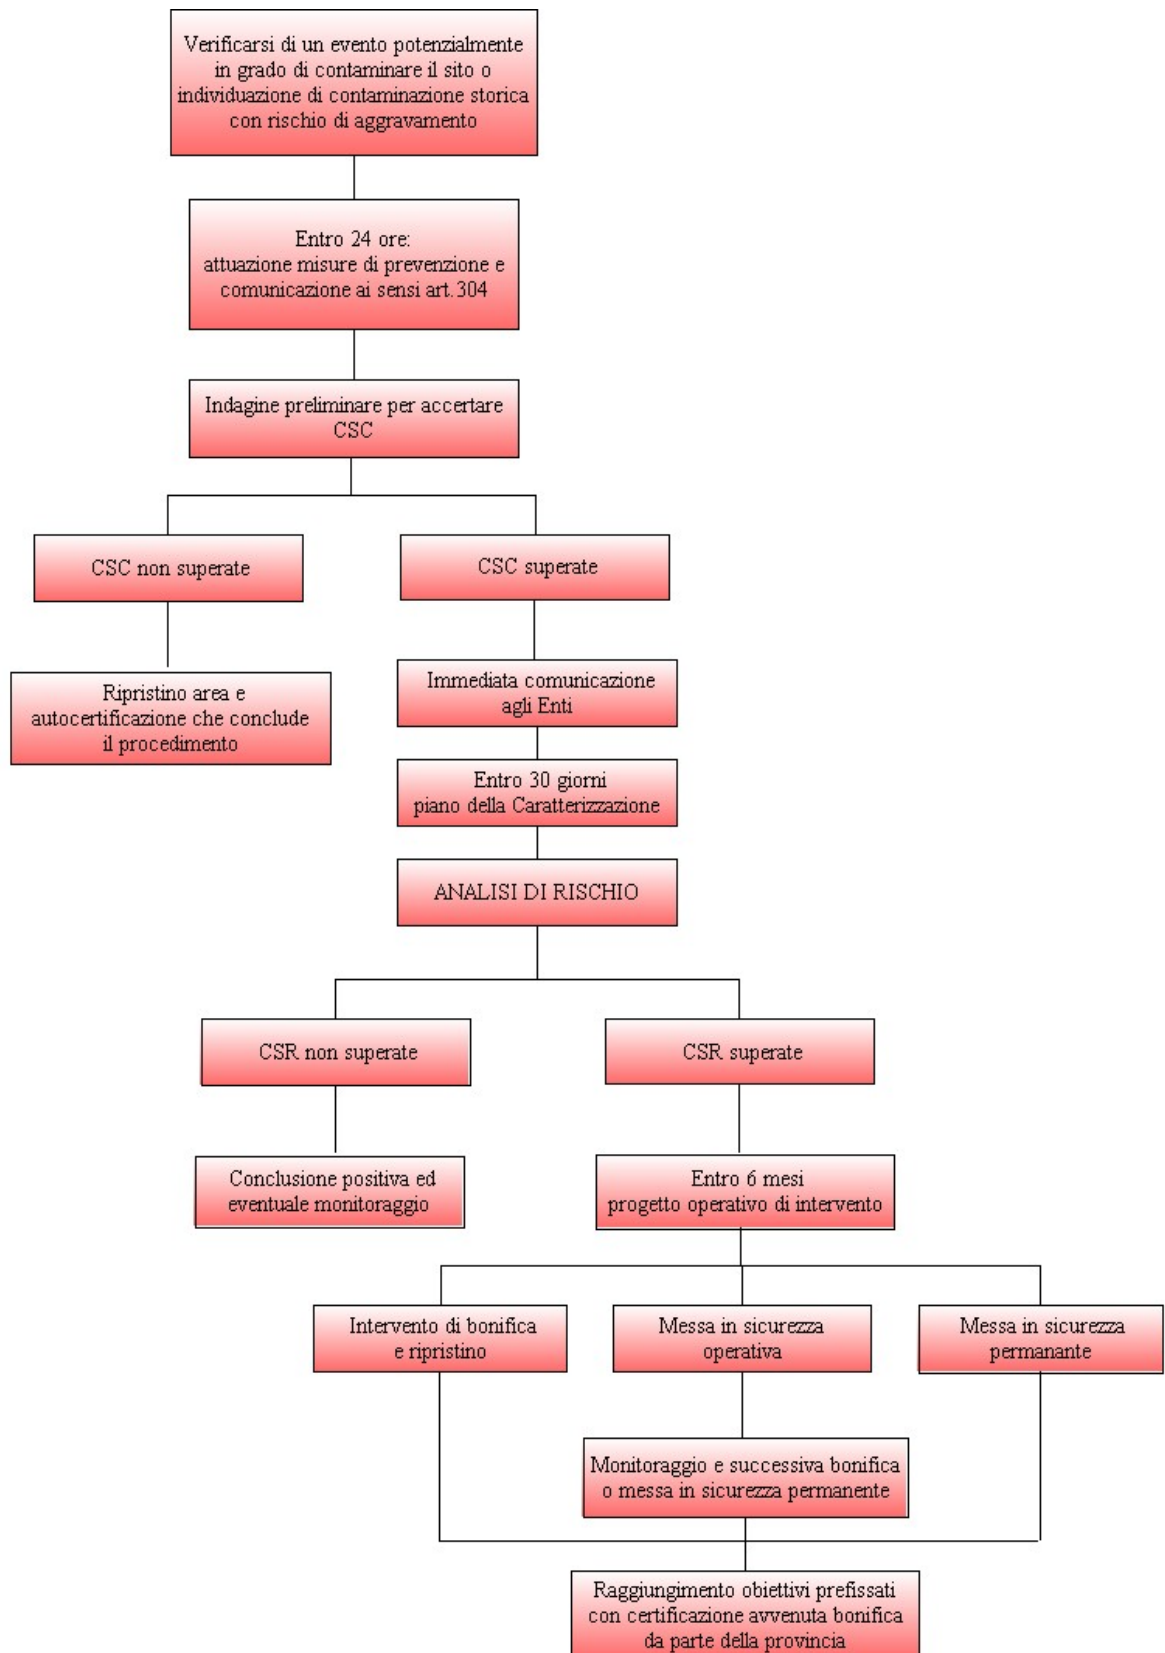 Verificarsi di un evento potenzialmente
in grado di contaminare il sito o
individuazione di contaminazione storica
con rischio di aggravamento
Entro 24 ore:
attuazione misure di prevenzione e
comunicazione ai sensi art.304
Indagine preliminare per accertare
CSC
CSC non superate
CSC superate
Ripristino area e
autocertificazione che conclude
il procedimento
Immediata comunicazione
agli Enti
Entro 30 giorni
piano della Caratterizzazione
ANALISI DI RISCHIO
CSR non superate
CSR superate
Conclusione positiva ed
eventuale monitoraggio
Entro 6 mesi
progetto operativo di intervento
Intervento di bonifica
e ripristino
Messa in sicurezza
operativa
Messa in sicurezza
permanante
Monitoraggio e successiva bonifica
o messa in sicurezza permanente
Raggiungimento obiettivi prefissati
con certificazione avvenuta bonifica
da parte della provincia